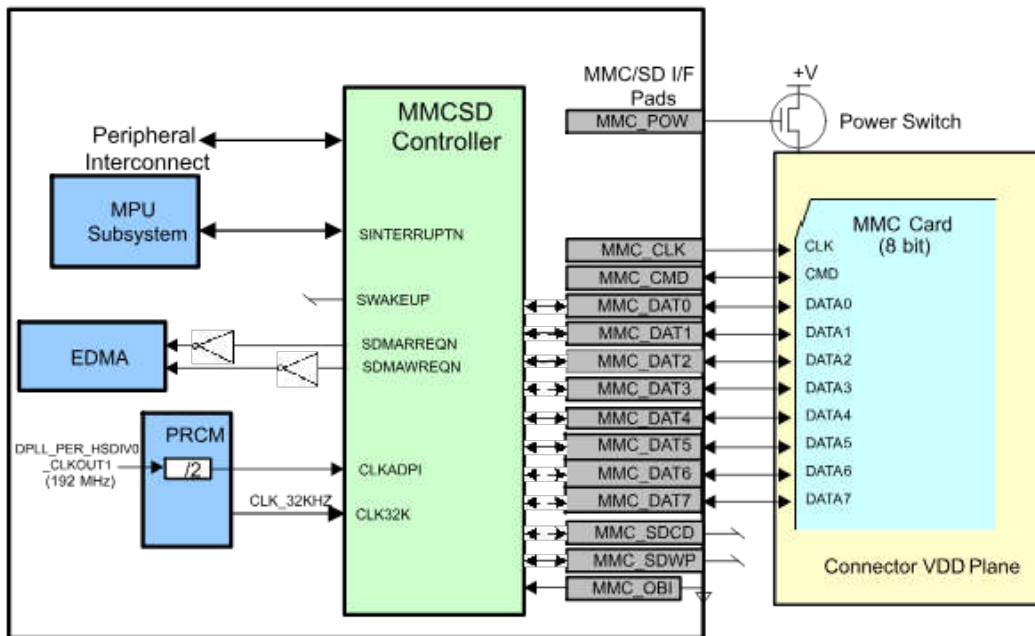 MMC/SD I/F
Pads
MMC_POW
+V
Power Switch
MMCSD
Controller
Peripheral
Interconnect
MPU
Subsystem
SINTERRUPTN
SWAKEUP
SDMARREQN
SDMAWREQN
EDMA
PRCM
DPLL_PER_HSDIV0
_CLKOUT1
(192 MHz)
/2
CLKADPI
CLK_32KHZ
CLK32K
MMC_CLK
MMC_CMD
MMC_DAT0
MMC_DAT1
MMC_DAT2
MMC_DAT3
MMC_DAT4
MMC_DAT5
MMC_DAT6
MMC_DAT7
MMC_SDCD
MMC_SDWP
MMC_OBI
MMC Card
(8 bit)
CLK
CMD
DATA0
DATA1
DATA2
DATA3
DATA4
DATA5
DATA6
DATA7
Connector VDD Plane